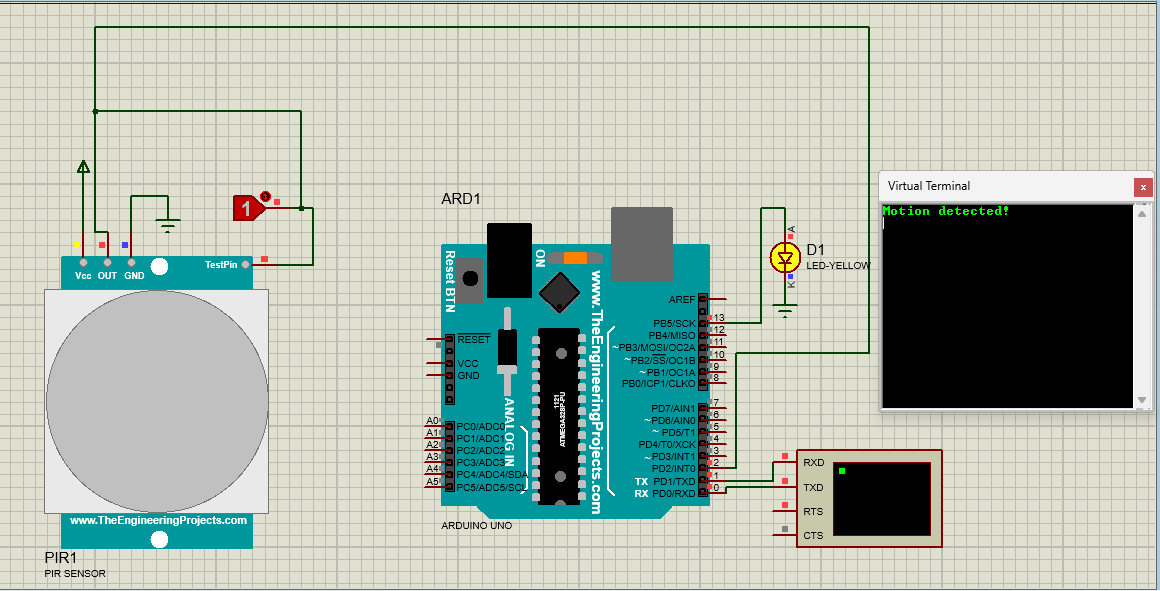 Virtual Terminal
x
Motion detected!
1
Vcc OUT GND
TestPin
www.TheEngineeringProjects.com
PIR1
PIR SENSOR
ARD1
Reset BTN
ON
www.TheEngineeringProjects.com
RESET
VCC
GND
ANALOG IN
1121
ATMEGA328P-PU
A0 PC0/ADC0
A1 PC1/ADC1
A2 PC2/ADC2
A3 PC3/ADC3
A4 PC4/ADC4/SDA
A5 PC5/ADC5/SCL
AREF
PB5/SCK 13
PB4/MISO 12
~PB3/MOSI/OC2A 11
~PB2/SS/OC1B 10
~PB1/OC1A 9
PB0/ICP1/CLKO 8
PD7/AIN1 7
~PD6/AIN0 6
~PD5/T1 5
PD4/T0/XCK 4
~PD3/INT1 3
PD2/INT0 2
TX PD1/TXD 1
RX PD0/RXD 0
ARDUINO UNO
A
D1
LED-YELLOW
K
RXD
TXD
RTS
CTS